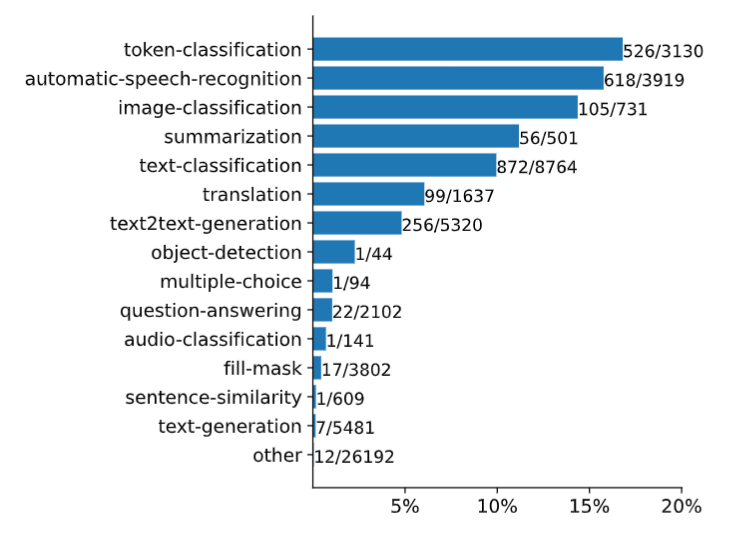 token-classification 526/3130
automatic-speech-recognition 618/3919
image-classification 105/731
summarization 56/501
text-classification 872/8764
translation 99/1637
text2text-generation 256/5320
object-detection 1/44
multiple-choice 1/94
question-answering 22/2102
audio-classification 1/141
fill-mask 17/3802
sentence-similarity 1/609
text-generation 7/5481
other 12/26192
5% 10% 15% 20%